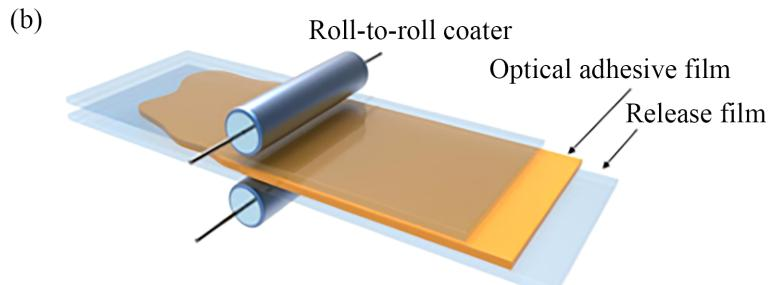 (b)
Roll-to-roll coater
Optical adhesive film
Release film